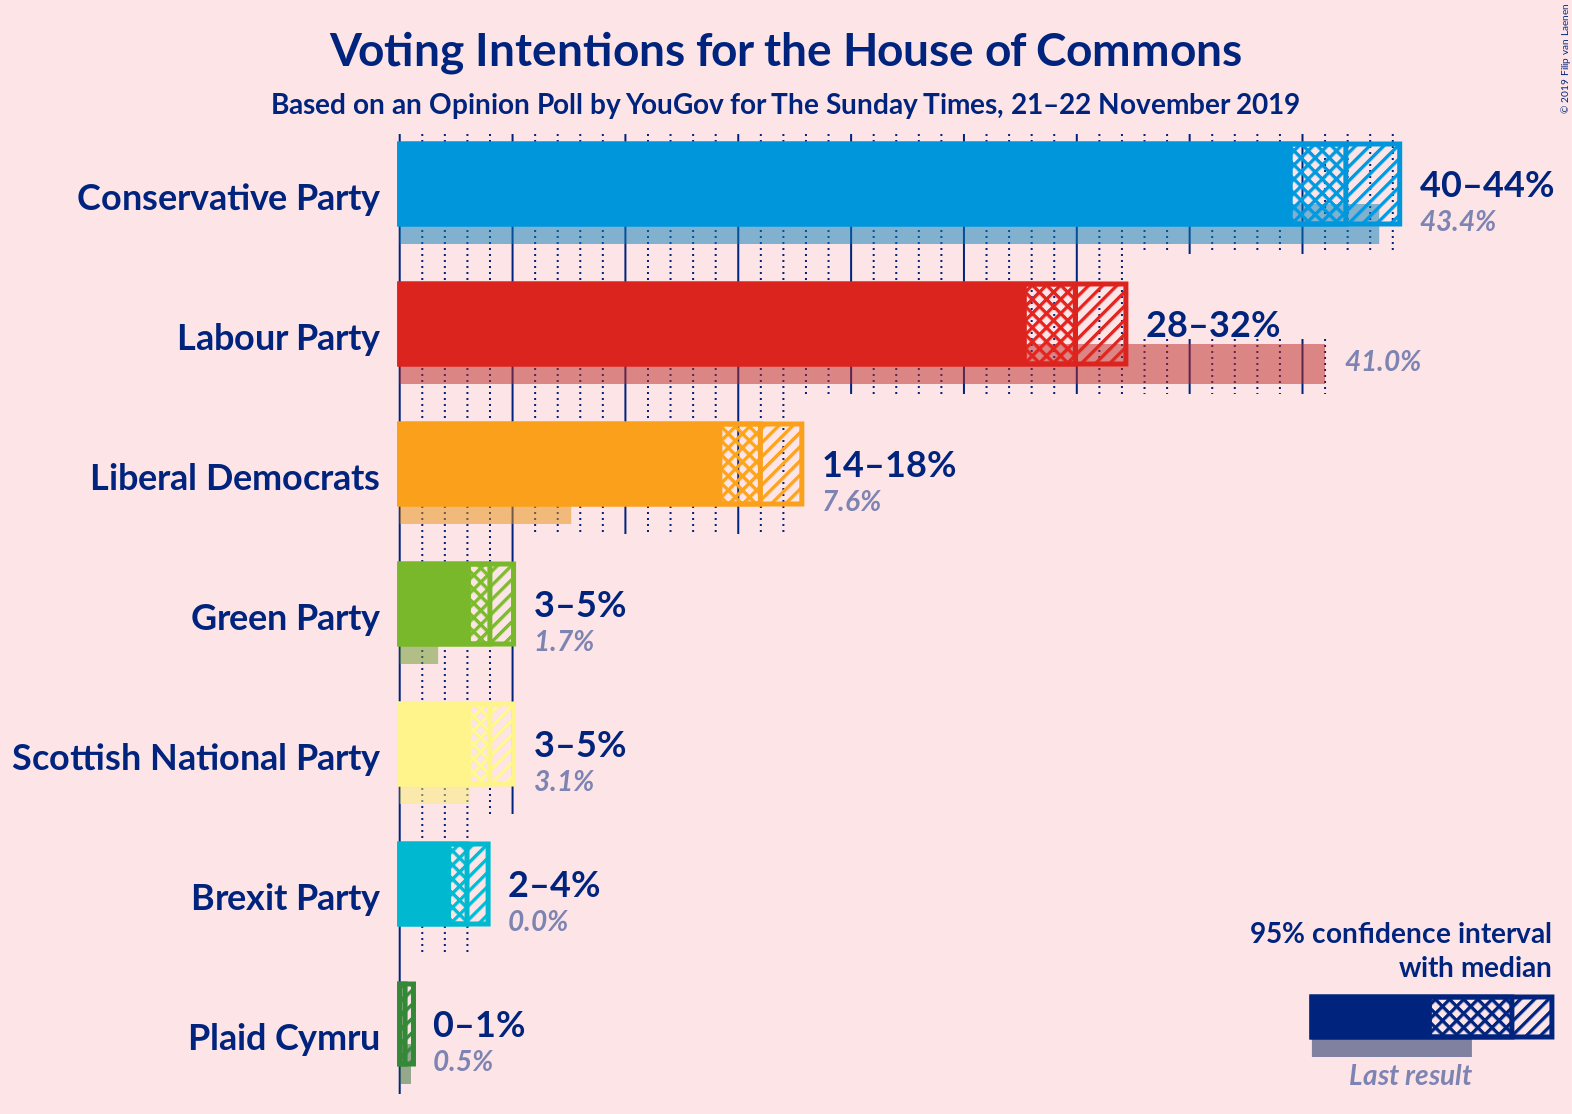 Voting Intentions for the House of Commons
Based on an Opinion Poll by YouGov for The Sunday Times, 21–22 November 2019
© 2019 Filip van Laenen
Conservative Party
40–44%
43.4%
Labour Party
28–32%
41.0%
Liberal Democrats
14–18%
7.6%
Green Party
3–5%
1.7%
Scottish National Party
3–5%
3.1%
Brexit Party
2–4%
0.0%
Plaid Cymru
0–1%
0.5%
95% confidence interval
with median
Last result